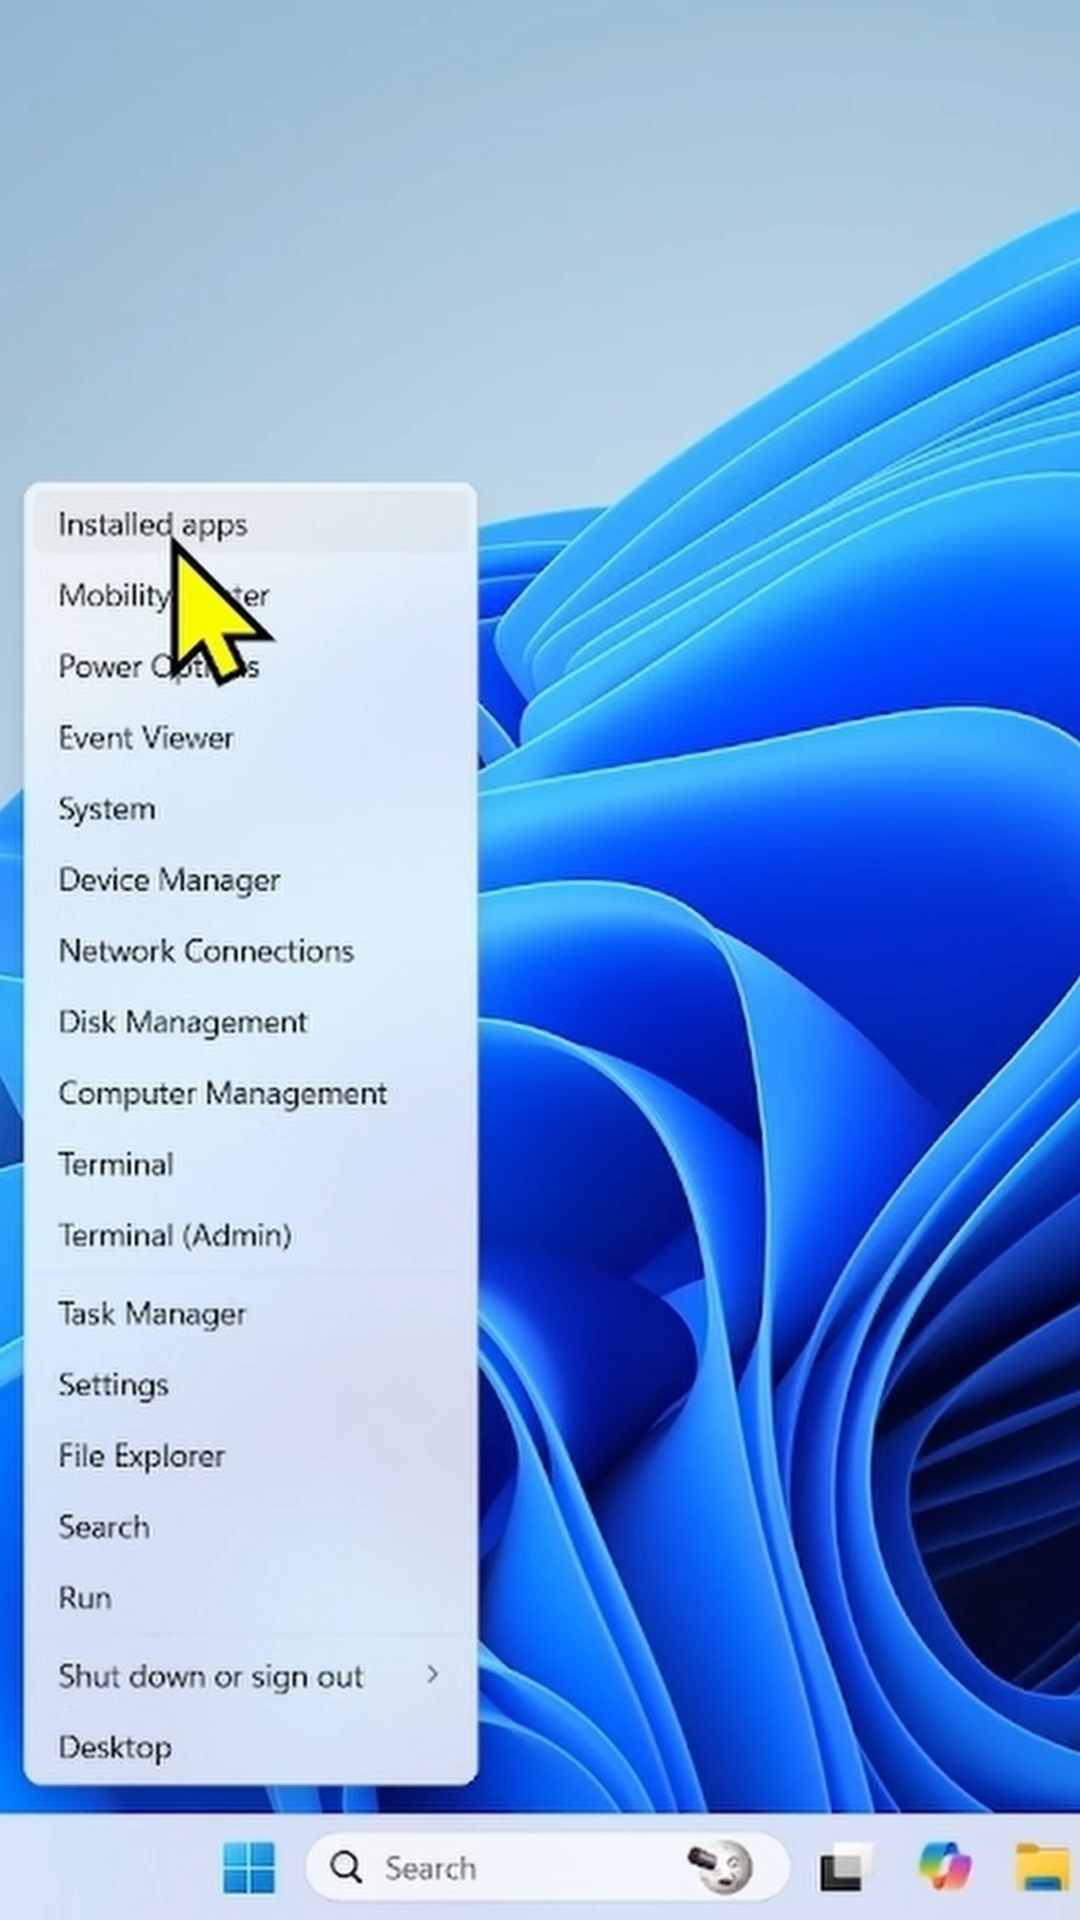 Installed apps
Mobility
Power
Event Viewer
System
Device Manager
Network Connections
Disk Management
Computer Management
Terminal
Terminal (Admin)
Task Manager
Settings
File Explorer
Search
Run
Shut down or sign out
Desktop
Search